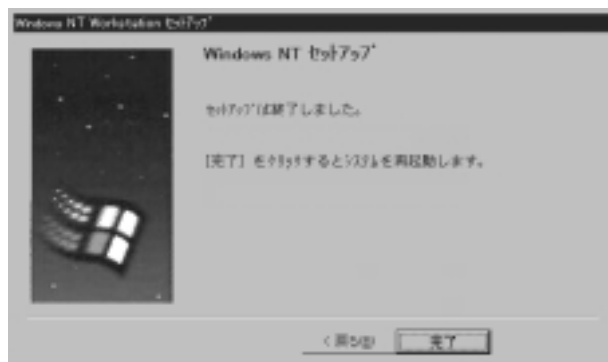 Windows NT Workstation ｾｯﾄｱｯﾌﾟ
Windows NT ｾｯﾄｱｯﾌﾟ
ｾｯﾄｱｯﾌﾟは終了しました。
[完了] をｸﾘｯｸするとｼｽﾃﾑを再起動します。
< 戻る(B)
完了